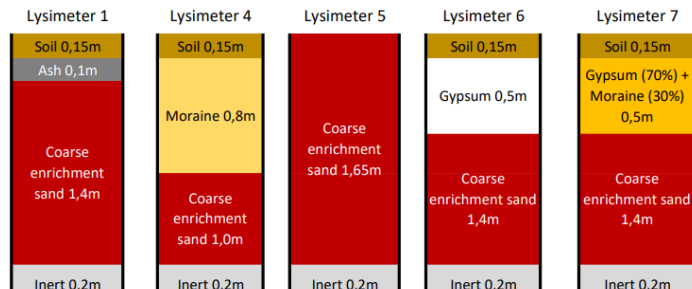 Lysimeter 1
Lysimeter 4
Lysimeter 5
Lysimeter 6
Lysimeter 7
Soil 0,15m
Ash 0,1m
Coarse
enrichment
sand 1,4m
Inert 0,2m
Soil 0,15m
Moraine 0,8m
Coarse
enrichment
sand 1,0m
Inert 0,2m
Coarse
enrichment
sand 1,65m
Soil 0,15m
Gypsum 0,5m
Coarse
enrichment sand
1,4m
Inert 0,2m
Soil 0,15m
Gypsum (70%) +
Moraine (30%)
0,5m
Coarse
enrichment sand
1,4m
Inert 0,2m